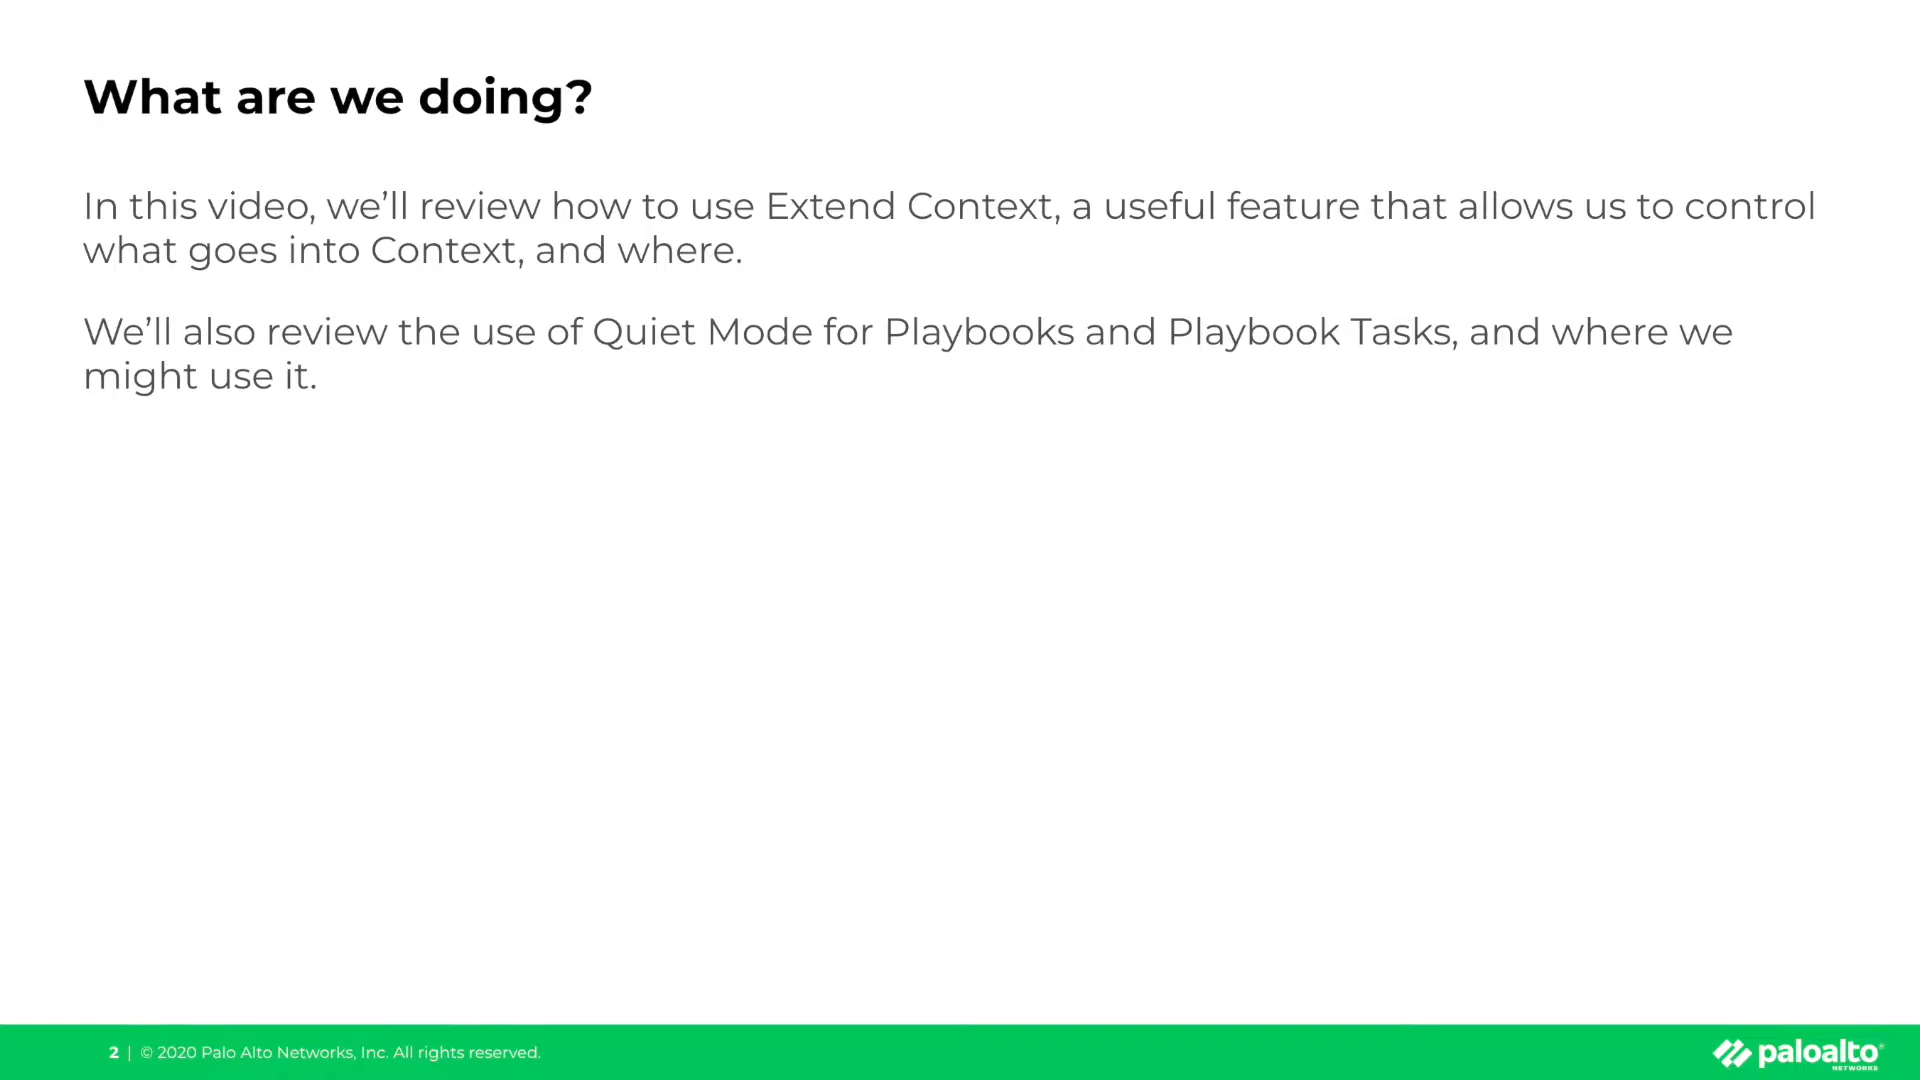 What are we doing?
In this video, we’ll review how to use Extend Context, a useful feature that allows us to control
what goes into Context, and where.
We’ll also review the use of Quiet Mode for Playbooks and Playbook Tasks, and where we
might use it.
2 | © 2020 Palo Alto Networks, Inc. All rights reserved.
paloalto®
NETWORKS